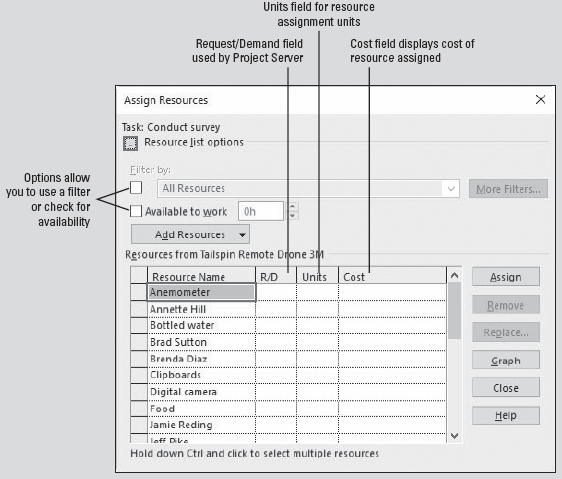 Units field for resource
assignment units
Request/Demand field
used by Project Server
Cost field displays cost of
resource assigned
Assign Resources
Task: Conduct survey
Resource list options
Options allow
you to use a filter
or check for
availability
Filter by:
All Resources
More Filters...
Available to work
0h
Add Resources
Resources from Tailspin Remote Drone 3M
Resource Name R/D Units Cost
Anemometer
Annette Hill
Bottled water
Brad Sutton
Brenda Diaz
Clipboards
Digital camera
Food
Jamie Reding
Jeff Pike
Assign
Remove
Replace...
Graph
Close
Help
Hold down Ctrl and click to select multiple resources